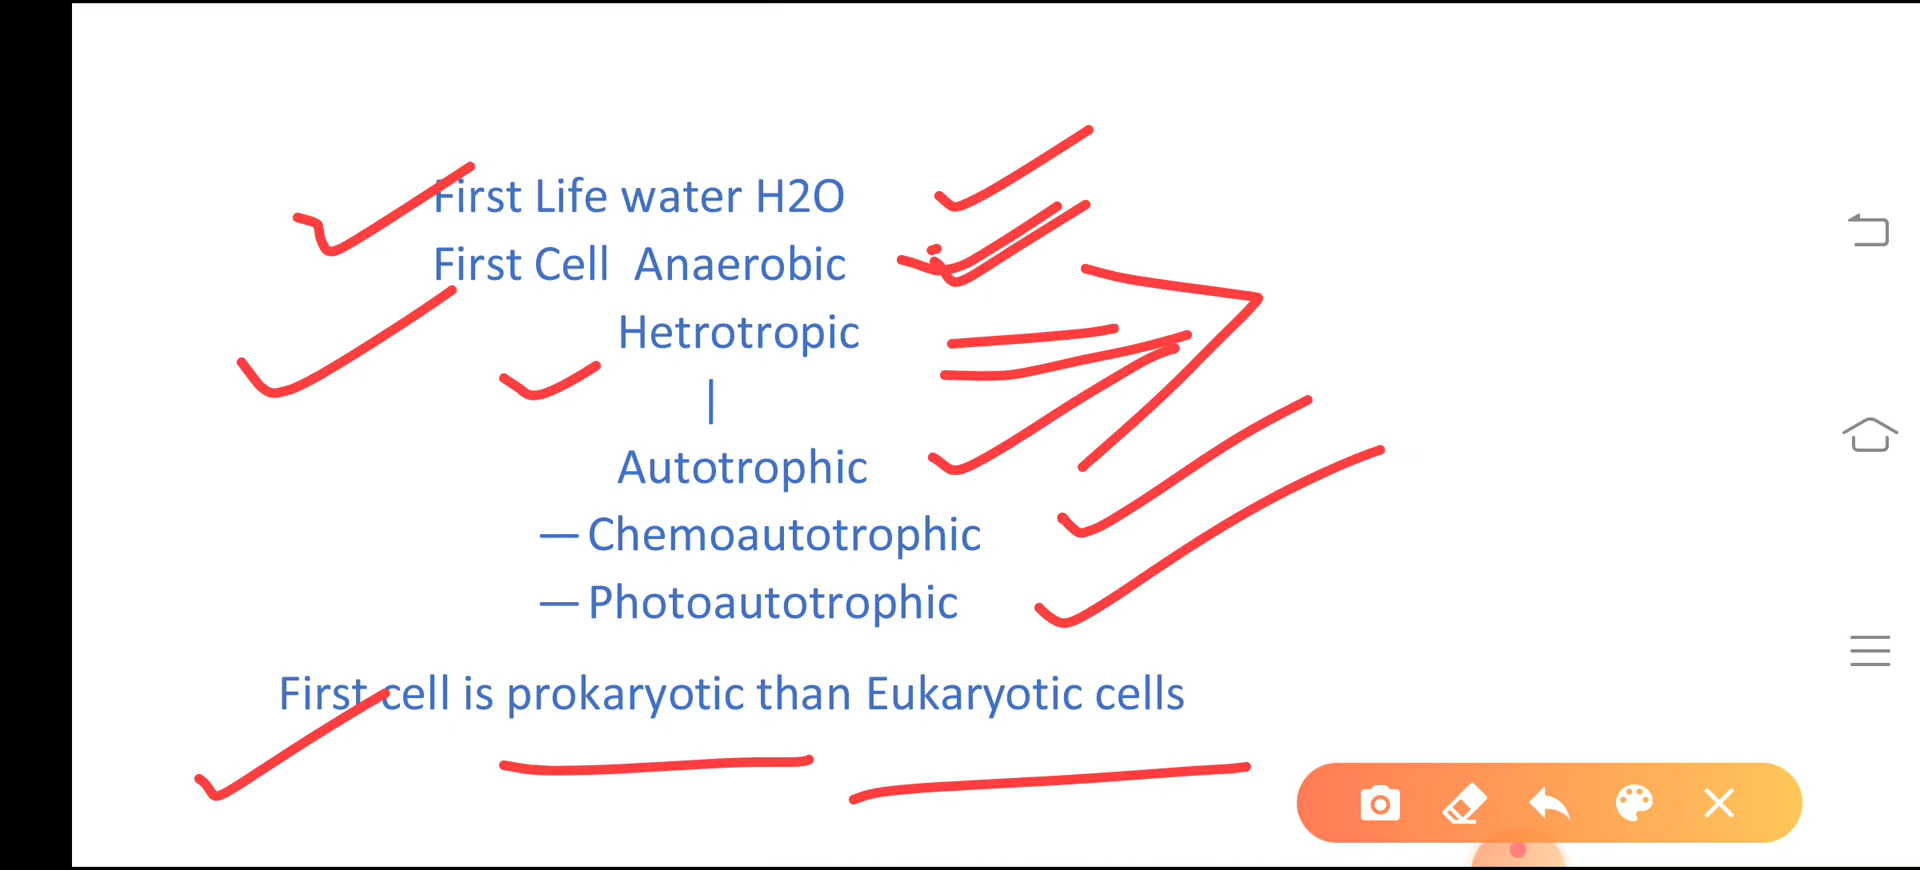 First Life water H2O
First Cell Anaerobic
Hetrotropic
|
Autotrophic
— Chemoautotrophic
— Photoautotrophic
First cell is prokaryotic than Eukaryotic cells